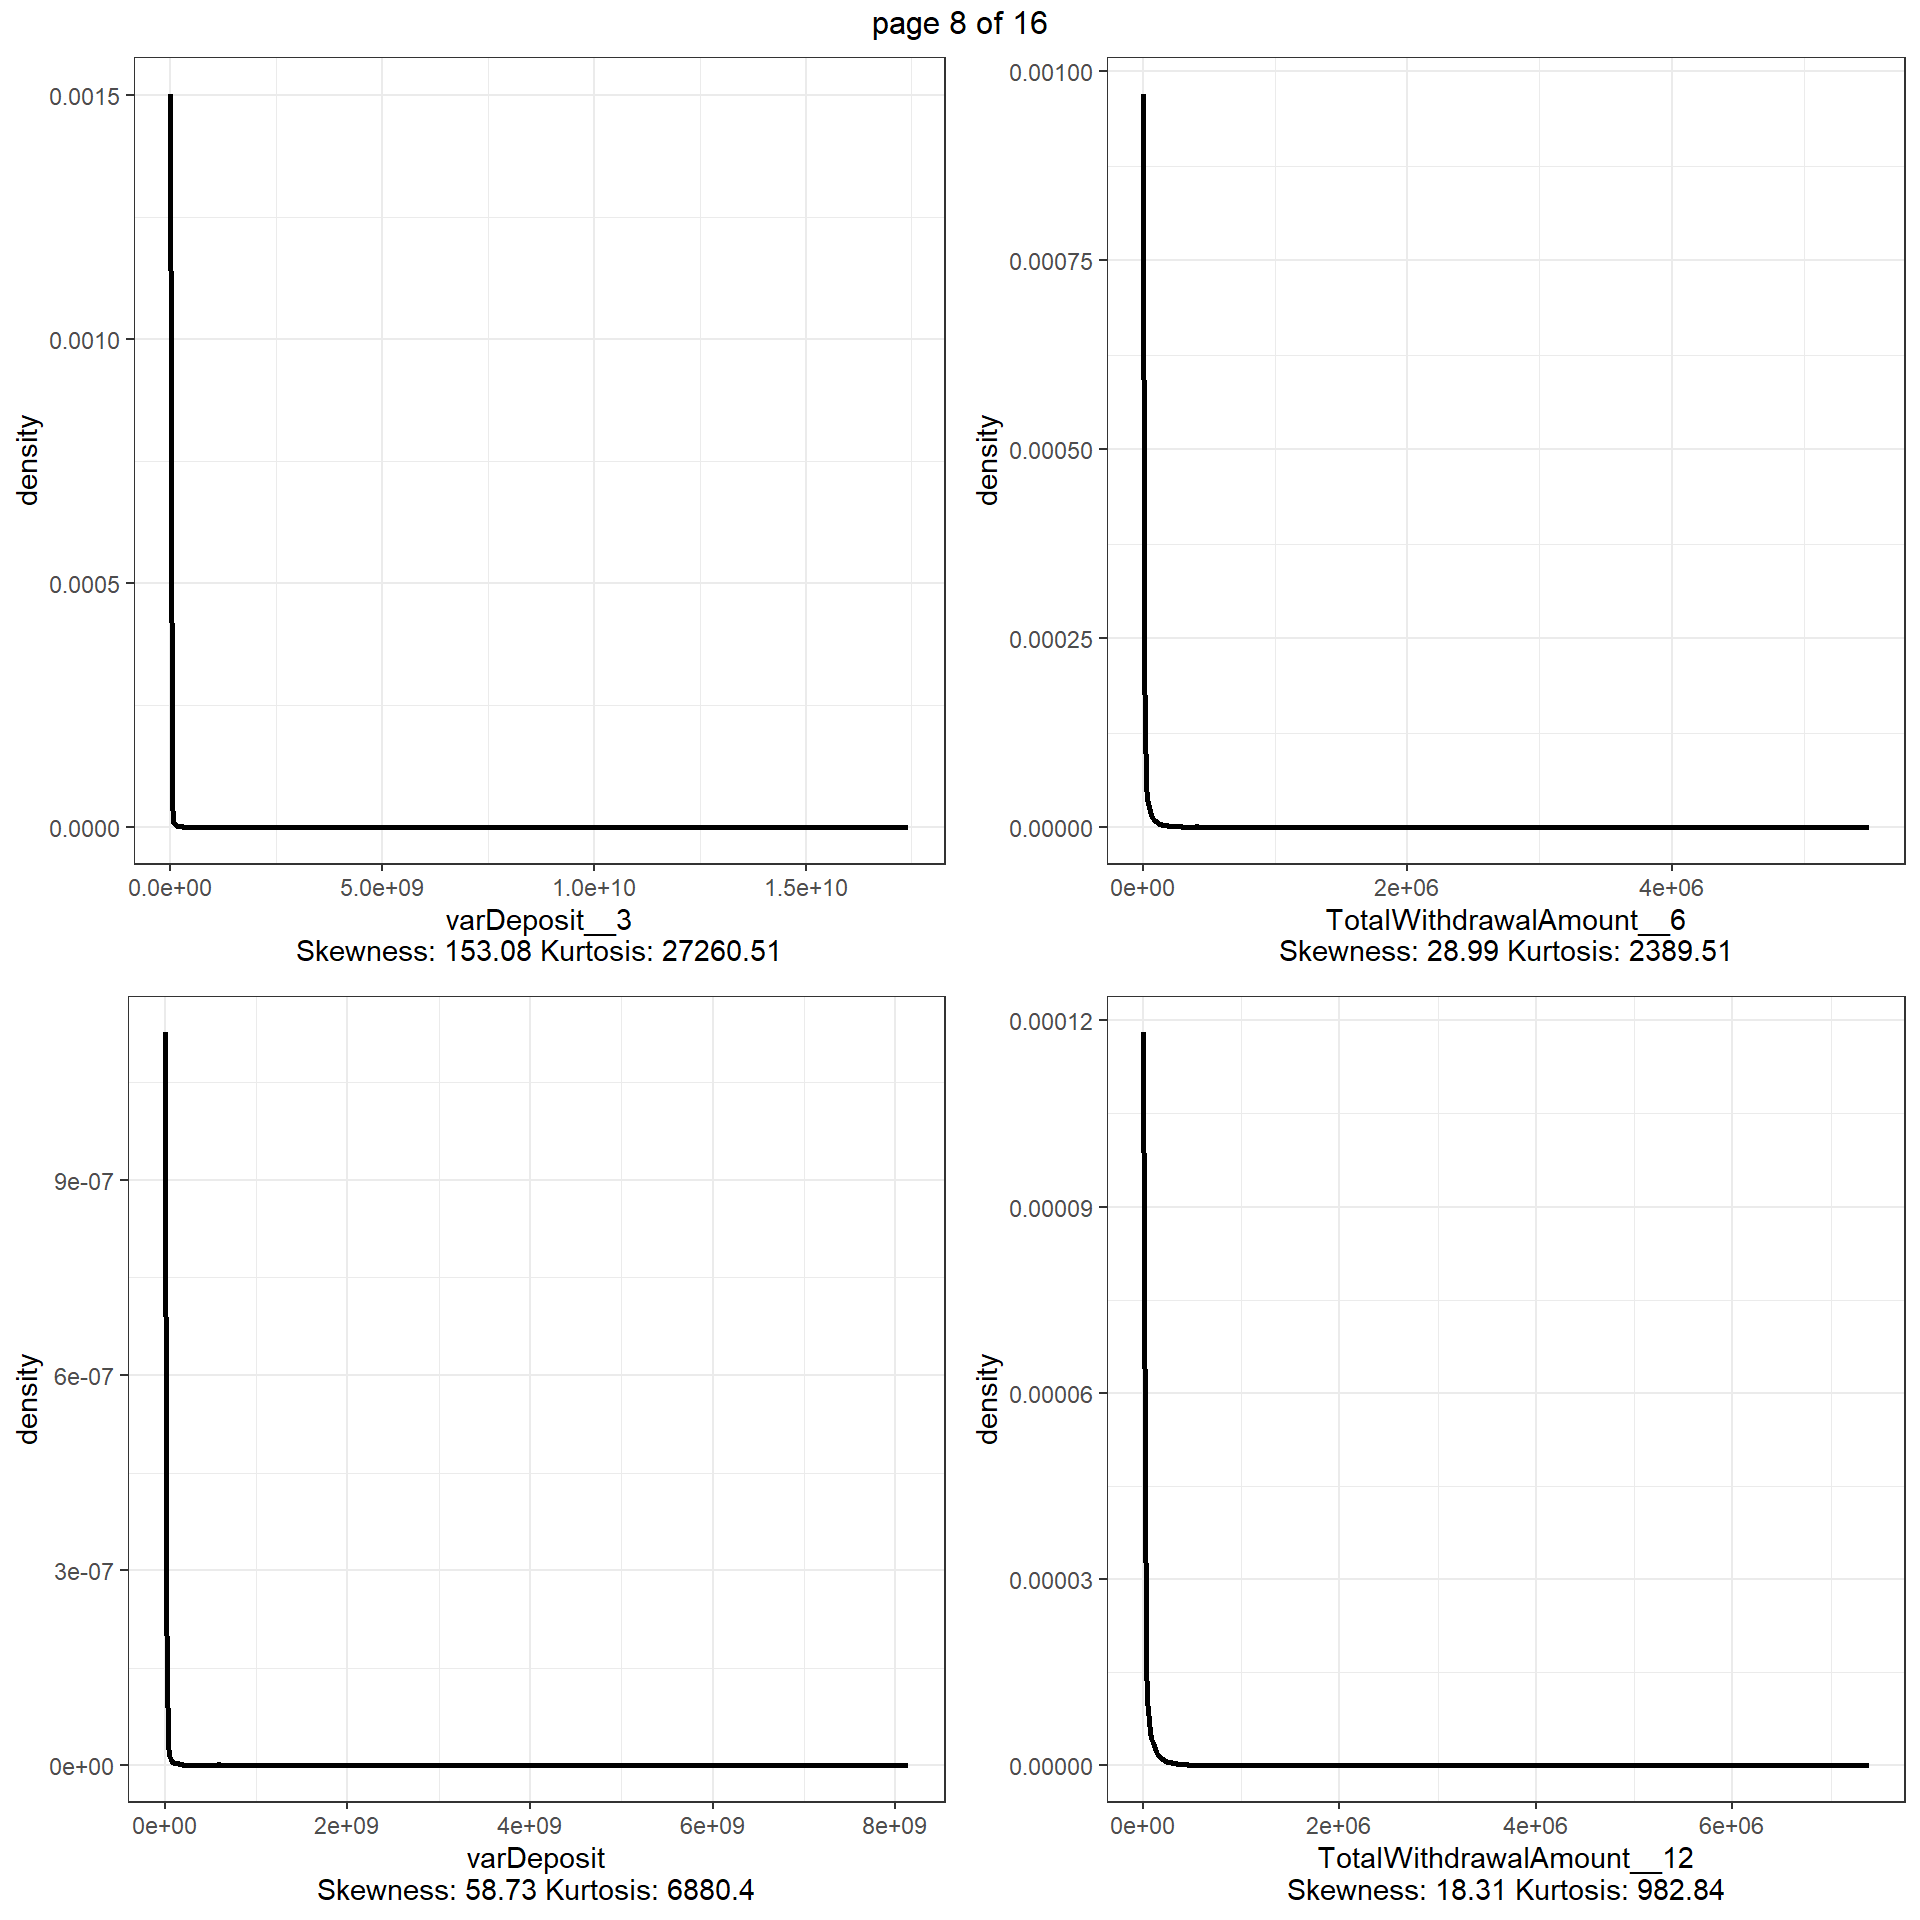 page 8 of 16
0.0015
0.0010
0.0005
0.0000
density
0.0e+00 5.0e+09 1.0e+10 1.5e+10
varDeposit__3
Skewness: 153.08 Kurtosis: 27260.51
0.00100
0.00075
0.00050
0.00025
0.00000
density
0e+00 2e+06 4e+06
TotalWithdrawalAmount__6
Skewness: 28.99 Kurtosis: 2389.51
9e-07
6e-07
3e-07
0e+00
density
0e+00 2e+09 4e+09 6e+09 8e+09
varDeposit
Skewness: 58.73 Kurtosis: 6880.4
0.00012
0.00009
0.00006
0.00003
0.00000
density
0e+00 2e+06 4e+06 6e+06
TotalWithdrawalAmount__12
Skewness: 18.31 Kurtosis: 982.84